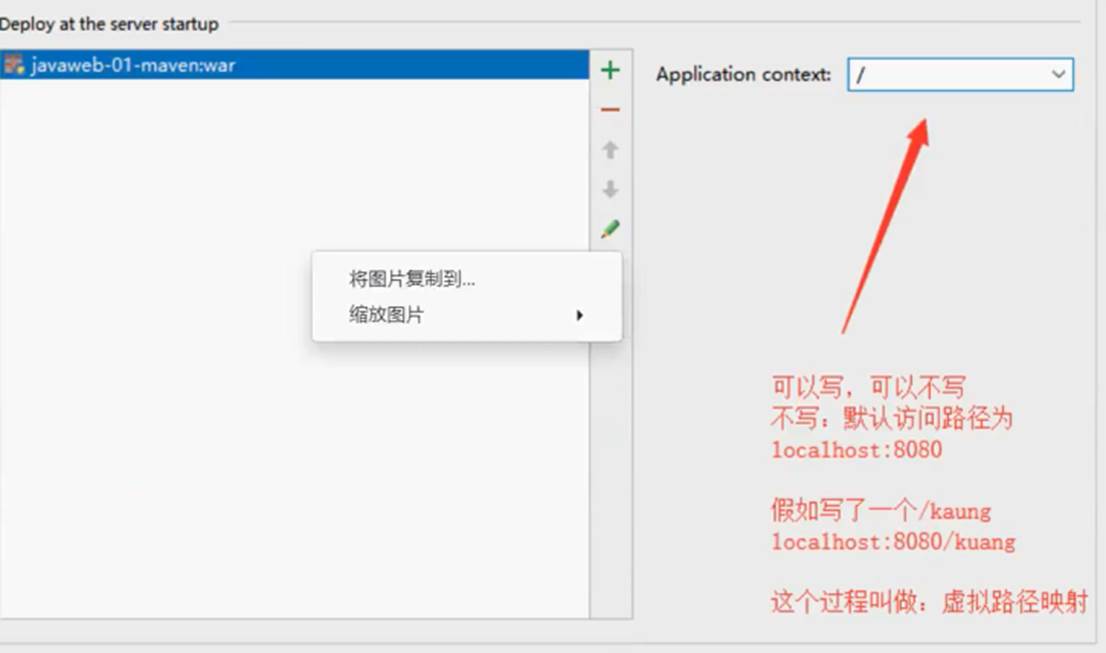 Deploy at the server startup
javaweb-01-maven:war
Application context: /
将图片复制到...
缩放图片
可以写，可以不写
不写：默认访问路径为
localhost:8080
假如写了一个/kaung
localhost:8080/kuang
这个过程叫做：虚拟路径映射